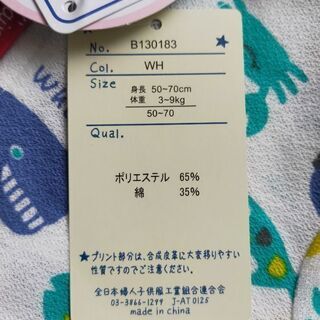 No. B130183
Col. WH
Size
身長 50~70cm
体重 3~9kg
50~70
Qual.
ポリエステル 65%
綿 35%
★プリント部分は、合成皮革に大変移りやすい
性質ですのでご注意ください。
全日本婦人子供服工業組合連合会
03-3866-1299 J-AT0125
made in china